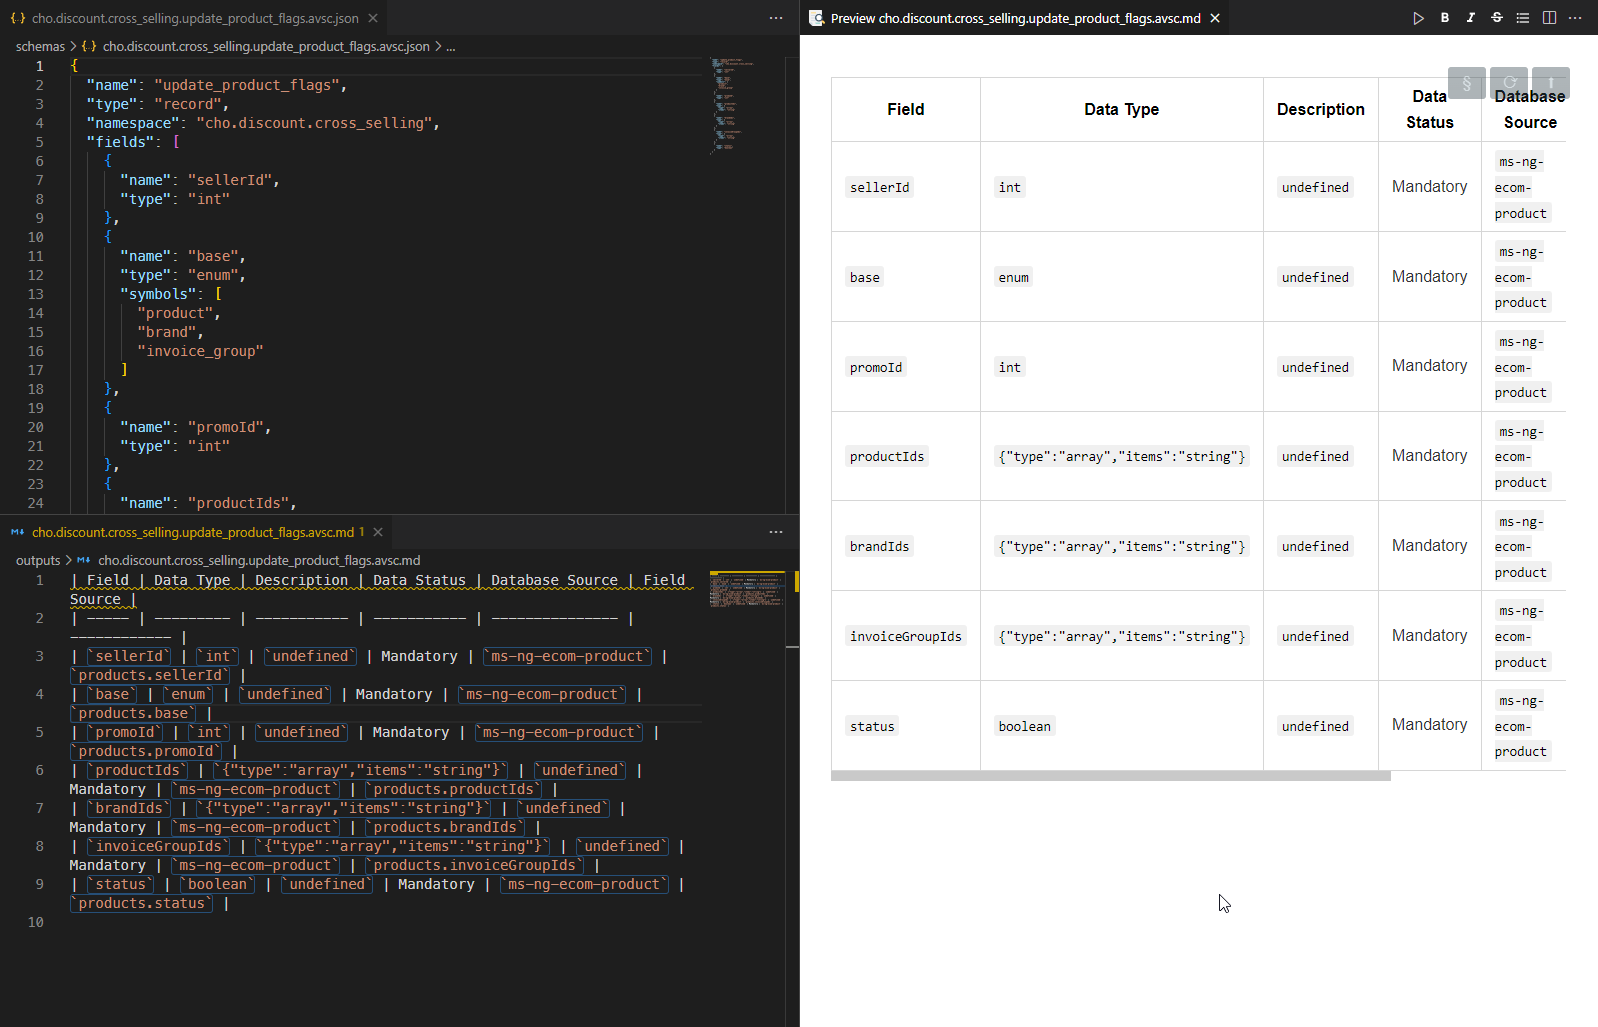 cho.discount.cross_selling.update_product_flags.avsc.json
schemas > {.} cho.discount.cross_selling.update_product_flags.avsc.json > ...
1 {
2 "name": "update_product_flags",
3 "type": "record",
4 "namespace": "cho.discount.cross_selling",
5 "fields": [
6 {
7 "name": "sellerId",
8 "type": "int"
9 },
10 {
11 "name": "base",
12 "type": "enum",
13 "symbols": [
14 "product",
15 "brand",
16 "invoice_group"
17 ]
18 },
19 {
20 "name": "promoId",
21 "type": "int"
22 },
23 {
24 "name": "productIds",
cho.discount.cross_selling.update_product_flags.avsc.md 1
outputs > M↓ cho.discount.cross_selling.update_product_flags.avsc.md
1 | Field | Data Type | Description | Data Status | Database Source | Field
Source |
2 | ----- | --------- | ----------- | ----------- | --------------- |
------------ |
3 | `sellerId` | `int` | `undefined` | Mandatory | `ms-ng-ecom-product` |
`products.sellerId` |
4 | `base` | `enum` | `undefined` | Mandatory | `ms-ng-ecom-product` |
`products.base` |
5 | `promoId` | `int` | `undefined` | Mandatory | `ms-ng-ecom-product` |
`products.promoId` |
6 | `productIds` | `{"type":"array","items":"string"}` | `undefined` |
Mandatory | `ms-ng-ecom-product` | `products.productIds` |
7 | `brandIds` | `{"type":"array","items":"string"}` | `undefined` |
Mandatory | `ms-ng-ecom-product` | `products.brandIds` |
8 | `invoiceGroupIds` | `{"type":"array","items":"string"}` | `undefined` |
Mandatory | `ms-ng-ecom-product` | `products.invoiceGroupIds` |
9 | `status` | `boolean` | `undefined` | Mandatory | `ms-ng-ecom-product` |
`products.status` |
10
Preview cho.discount.cross_selling.update_product_flags.avsc.md
B I S
§
Field Data Type Description Data Status Database Source
sellerId int undefined Mandatory ms-ng-
ecom-
product
base enum undefined Mandatory ms-ng-
ecom-
product
promoId int undefined Mandatory ms-ng-
ecom-
product
productIds {"type":"array","items":"string"} undefined Mandatory ms-ng-
ecom-
product
brandIds {"type":"array","items":"string"} undefined Mandatory ms-ng-
ecom-
product
invoiceGroupIds {"type":"array","items":"string"} undefined Mandatory ms-ng-
ecom-
product
status boolean undefined Mandatory ms-ng-
ecom-
product